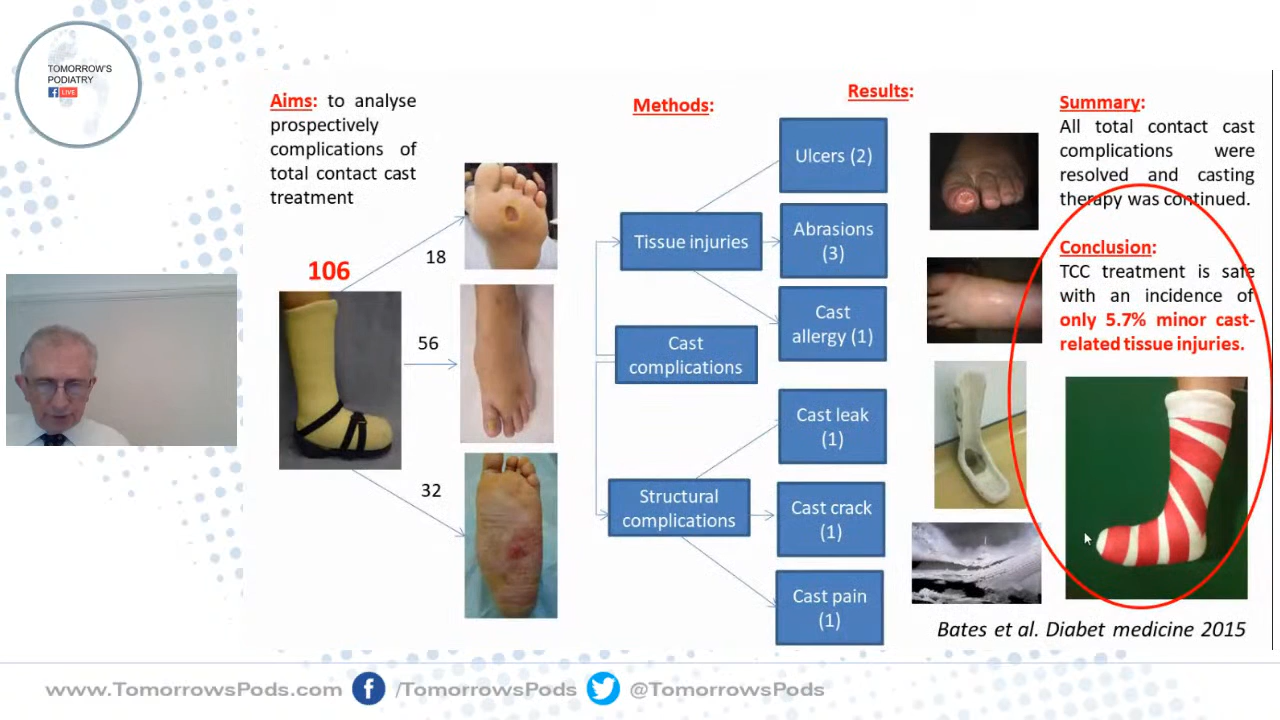 TOMORROW'S
PODIATRY
f LIVE
Aims: to analyse
prospectively
complications of
total contact cast
treatment
106
18
56
32
Methods:
Results:
Tissue injuries
Cast
complications
Structural
complications
Ulcers (2)
Abrasions
(3)
Cast
allergy (1)
Cast leak
(1)
Cast crack
(1)
Cast pain
(1)
Summary:
All total contact cast
complications were
resolved and casting
therapy was continued.
Conclusion:
TCC treatment is safe
with an incidence of
only 5.7% minor cast-
related tissue injuries.
Bates et al. Diabet medicine 2015
www.TomorrowsPods.com f /TomorrowsPods @TomorrowsPods